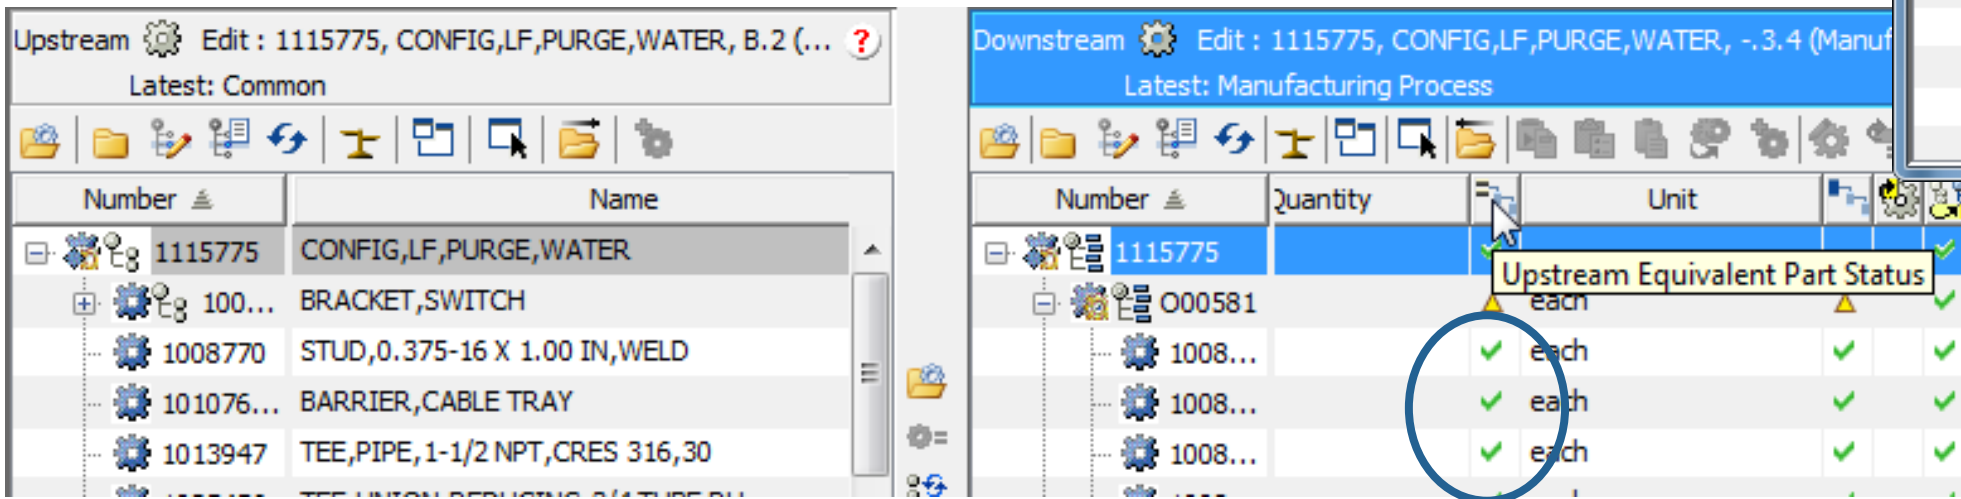 Upstream Edit : 1115775, CONFIG,LF,PURGE,WATER, B.2 (... ?
Latest: Common
Number Name
1115775 CONFIG,LF,PURGE,WATER
100... BRACKET,SWITCH
1008770 STUD,0.375-16 X 1.00 IN,WELD
101076... BARRIER,CABLE TRAY
1013947 TEE,PIPE,1-1/2 NPT,CRES 316,30
Downstream Edit : 1115775, CONFIG,LF,PURGE,WATER, -.3.4 (Manuf
Latest: Manufacturing Process
Number Quantity Unit
1115775
Upstream Equivalent Part Status
O00581 each
1008... each
1008... each
1008... each